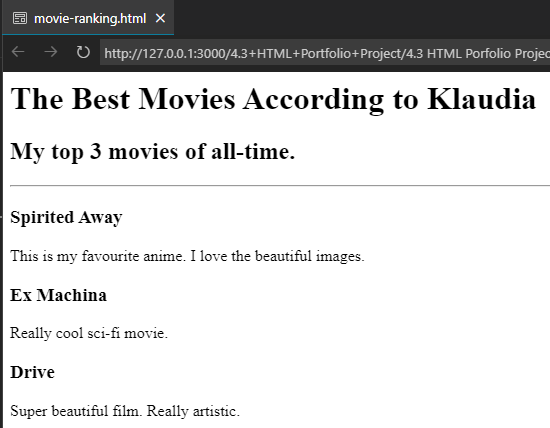 movie-ranking.html
http://127.0.0.1:3000/4.3+HTML+Portfolio+Project/4.3 HTML Porfolio Projec
The Best Movies According to Klaudia
My top 3 movies of all-time.
Spirited Away
This is my favourite anime. I love the beautiful images.
Ex Machina
Really cool sci-fi movie.
Drive
Super beautiful film. Really artistic.